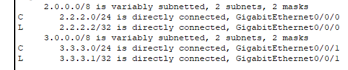 2.0.0.0/8 is variably subnetted, 2 subnets, 2 masks
C 2.2.2.0/24 is directly connected, GigabitEthernet0/0/0
L 2.2.2.2/32 is directly connected, GigabitEthernet0/0/0
3.0.0.0/8 is variably subnetted, 2 subnets, 2 masks
C 3.3.3.0/24 is directly connected, GigabitEthernet0/0/1
L 3.3.3.1/32 is directly connected, GigabitEthernet0/0/1